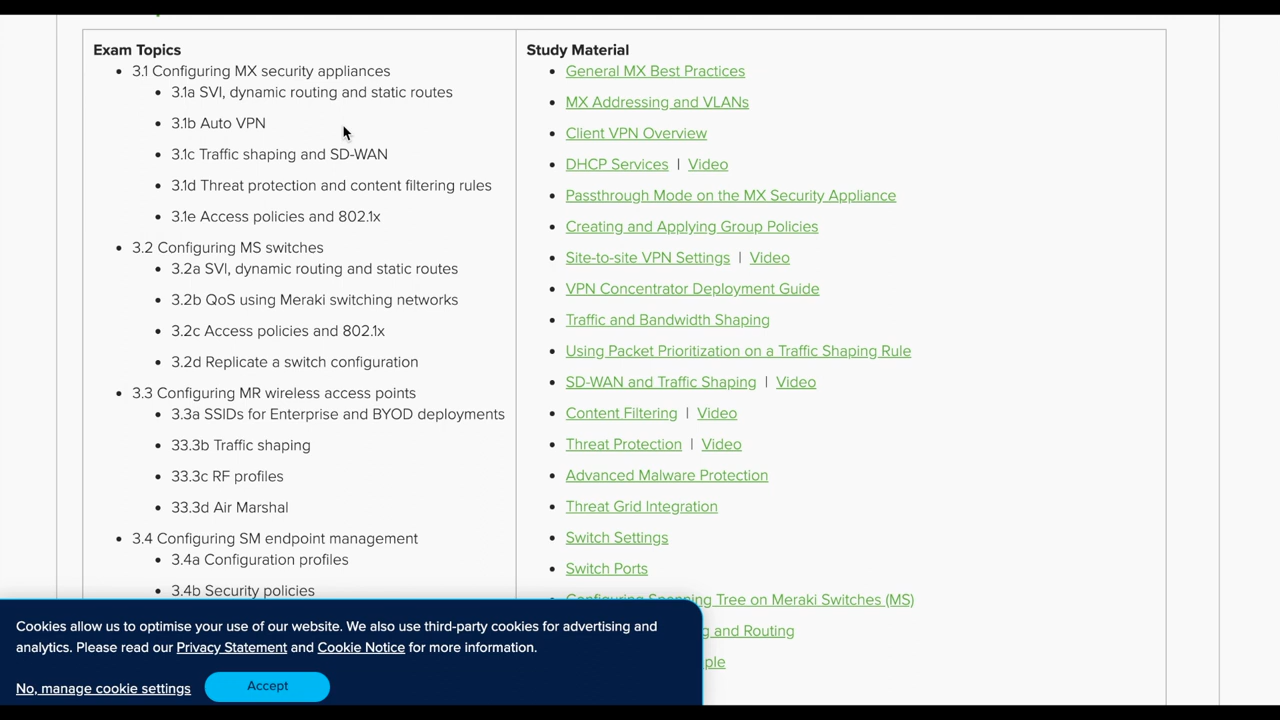 Exam Topics
3.1 Configuring MX security appliances
3.1a SVI, dynamic routing and static routes
3.1b Auto VPN
3.1c Traffic shaping and SD-WAN
3.1d Threat protection and content filtering rules
3.1e Access policies and 802.1x
3.2 Configuring MS switches
3.2a SVI, dynamic routing and static routes
3.2b QoS using Meraki switching networks
3.2c Access policies and 802.1x
3.2d Replicate a switch configuration
3.3 Configuring MR wireless access points
3.3a SSIDs for Enterprise and BYOD deployments
33.3b Traffic shaping
33.3c RF profiles
33.3d Air Marshal
3.4 Configuring SM endpoint management
3.4a Configuration profiles
3.4b Security policies
Study Material
General MX Best Practices
MX Addressing and VLANs
Client VPN Overview
DHCP Services | Video
Passthrough Mode on the MX Security Appliance
Creating and Applying Group Policies
Site-to-site VPN Settings | Video
VPN Concentrator Deployment Guide
Traffic and Bandwidth Shaping
Using Packet Prioritization on a Traffic Shaping Rule
SD-WAN and Traffic Shaping | Video
Content Filtering | Video
Threat Protection | Video
Advanced Malware Protection
Threat Grid Integration
Switch Settings
Switch Ports
Configuring Spanning Tree on Meraki Switches (MS)
and Routing
Cookies allow us to optimise your use of our website. We also use third-party cookies for advertising and
analytics. Please read our Privacy Statement and Cookie Notice for more information.
No, manage cookie settings
Accept